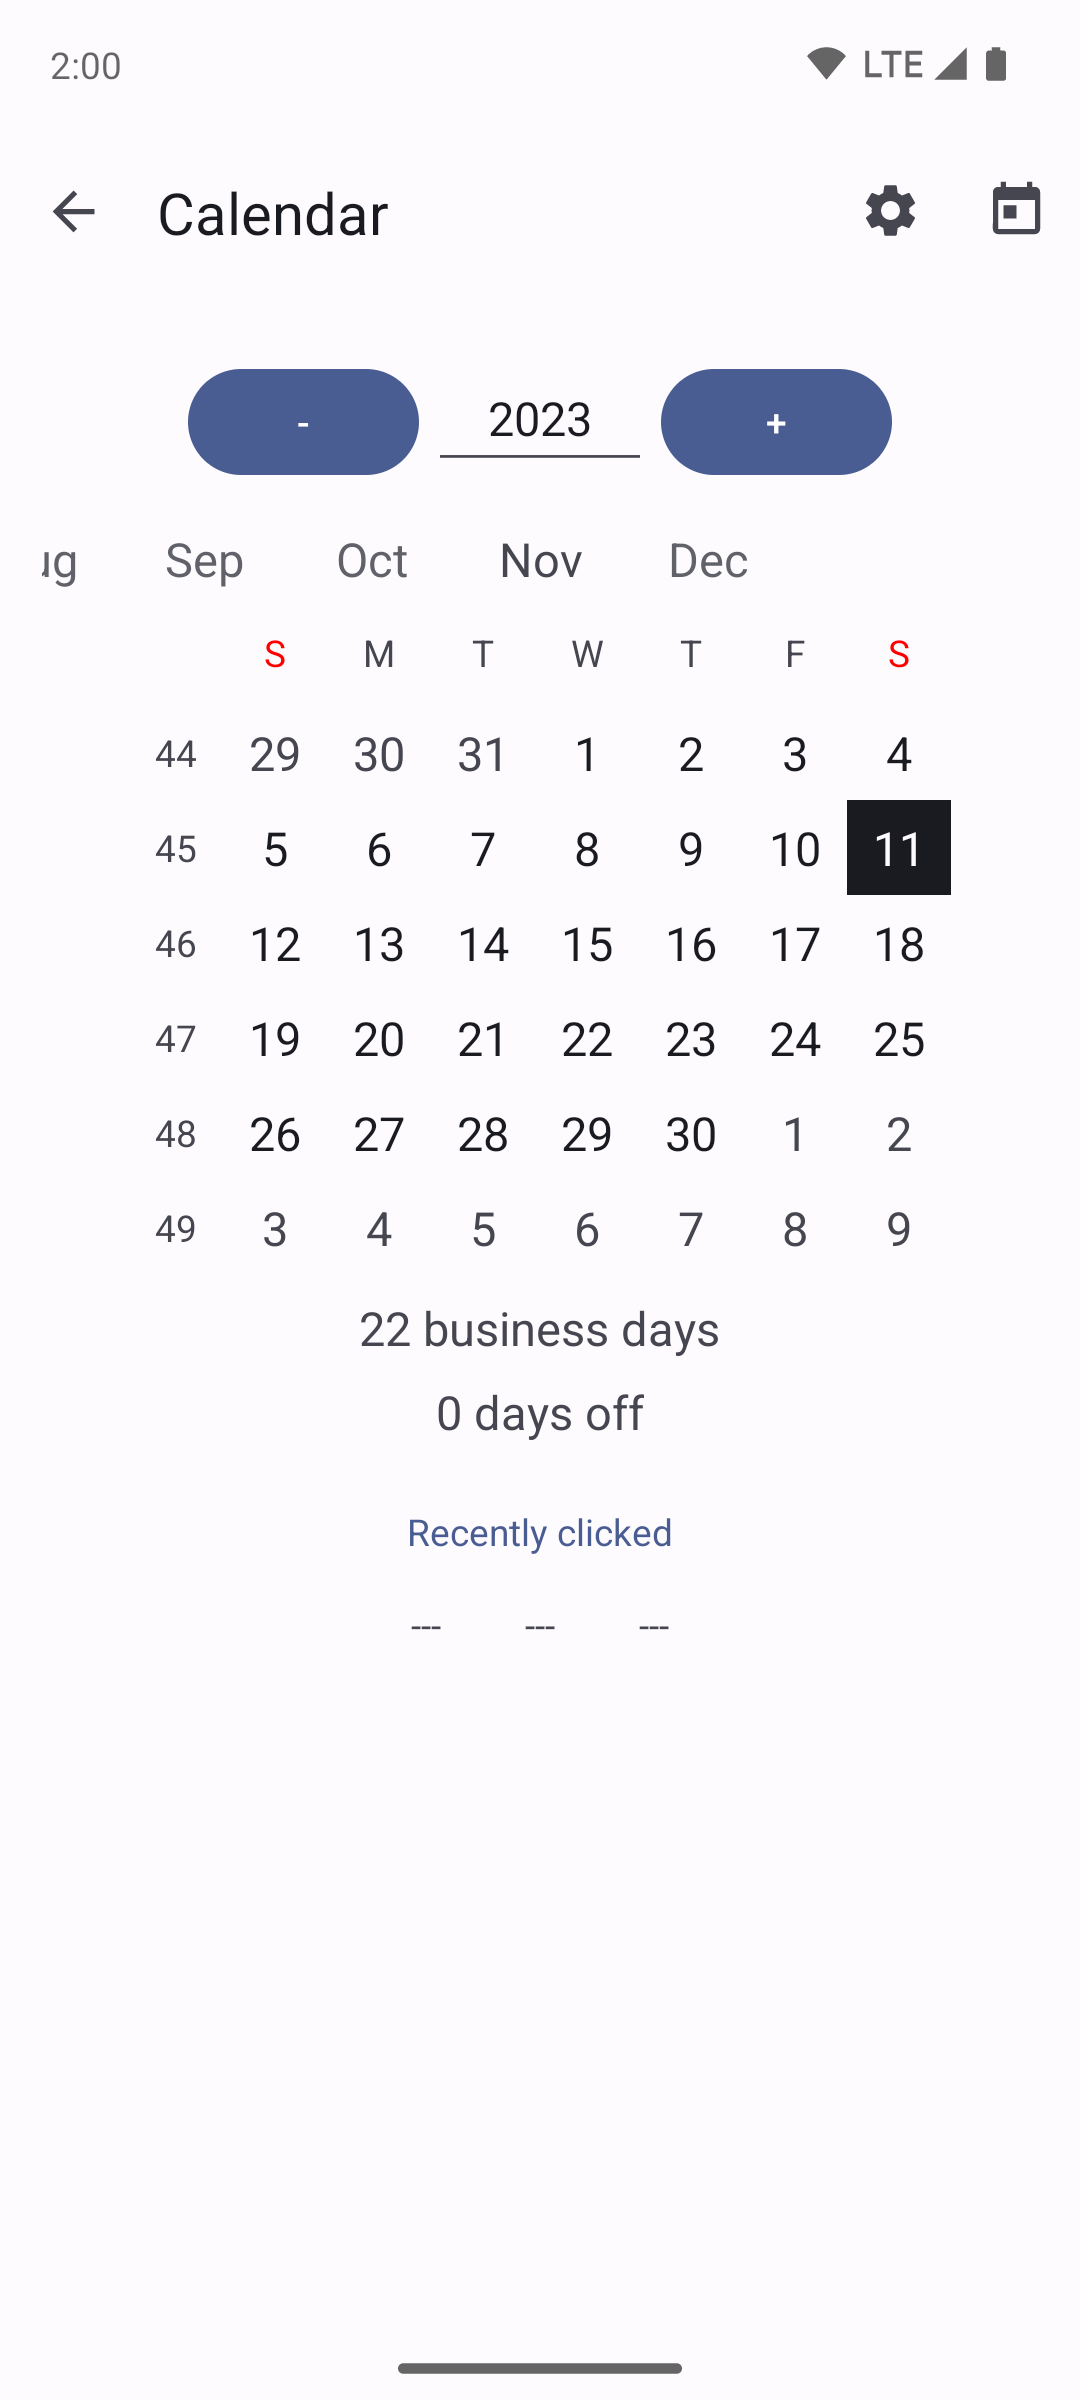 2:00 LTE
Calendar
- 2023 +
ug Sep Oct Nov Dec
S M T W T F S
44 29 30 31 1 2 3 4
45 5 6 7 8 9 10 11
46 12 13 14 15 16 17 18
47 19 20 21 22 23 24 25
48 26 27 28 29 30 1 2
49 3 4 5 6 7 8 9
22 business days
0 days off
Recently clicked
--- --- ---